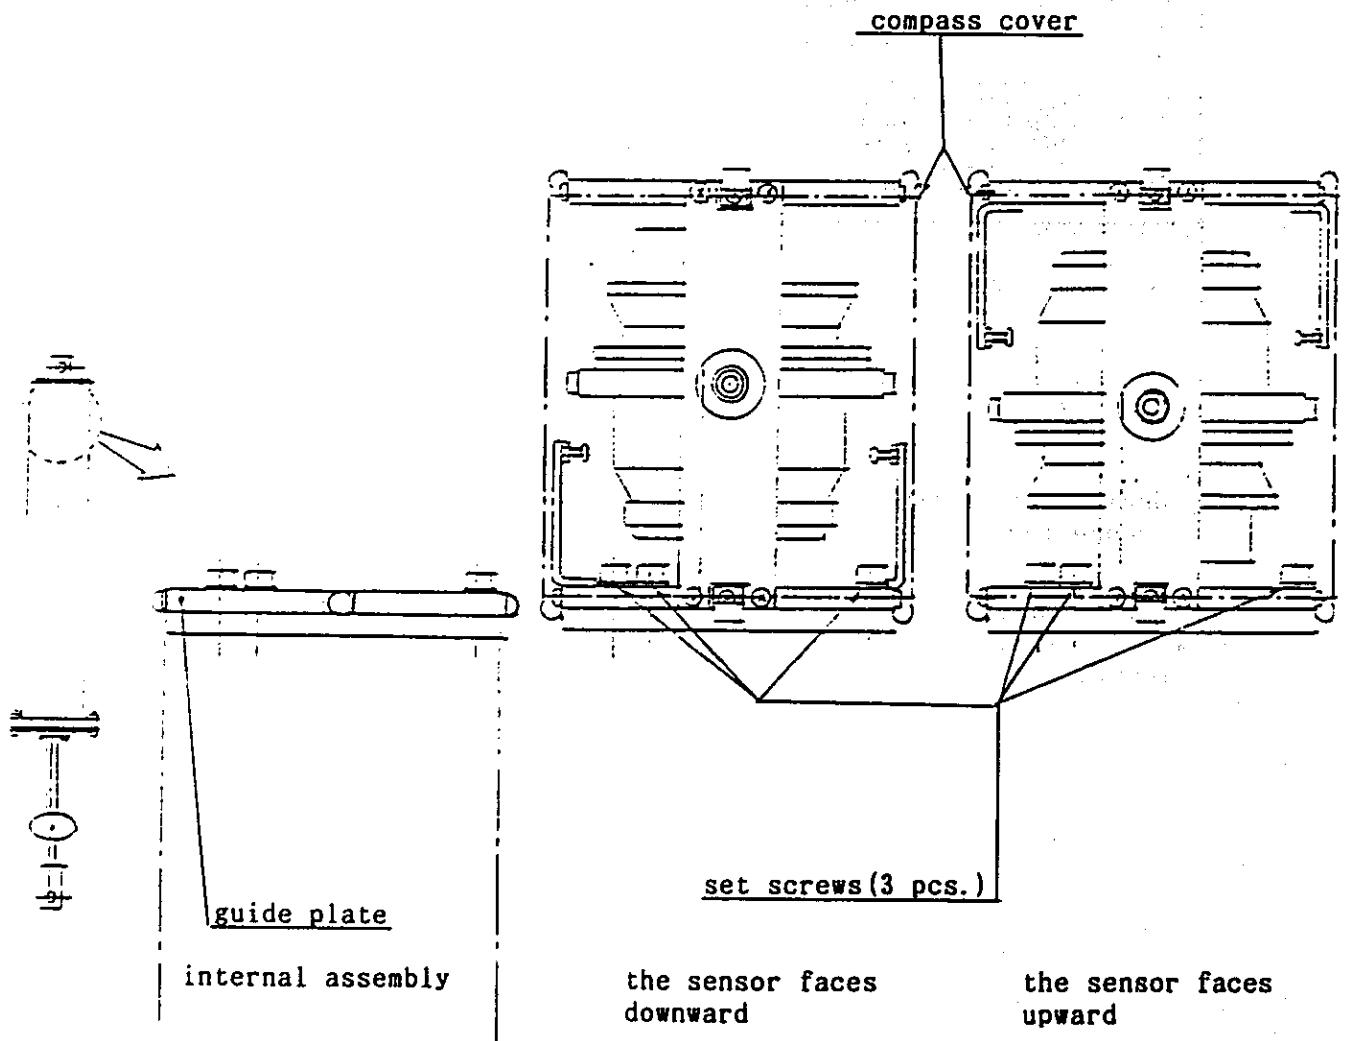 compass cover
set screws(3 pcs.)
guide plate
internal assembly
the sensor faces
downward
the sensor faces
upward